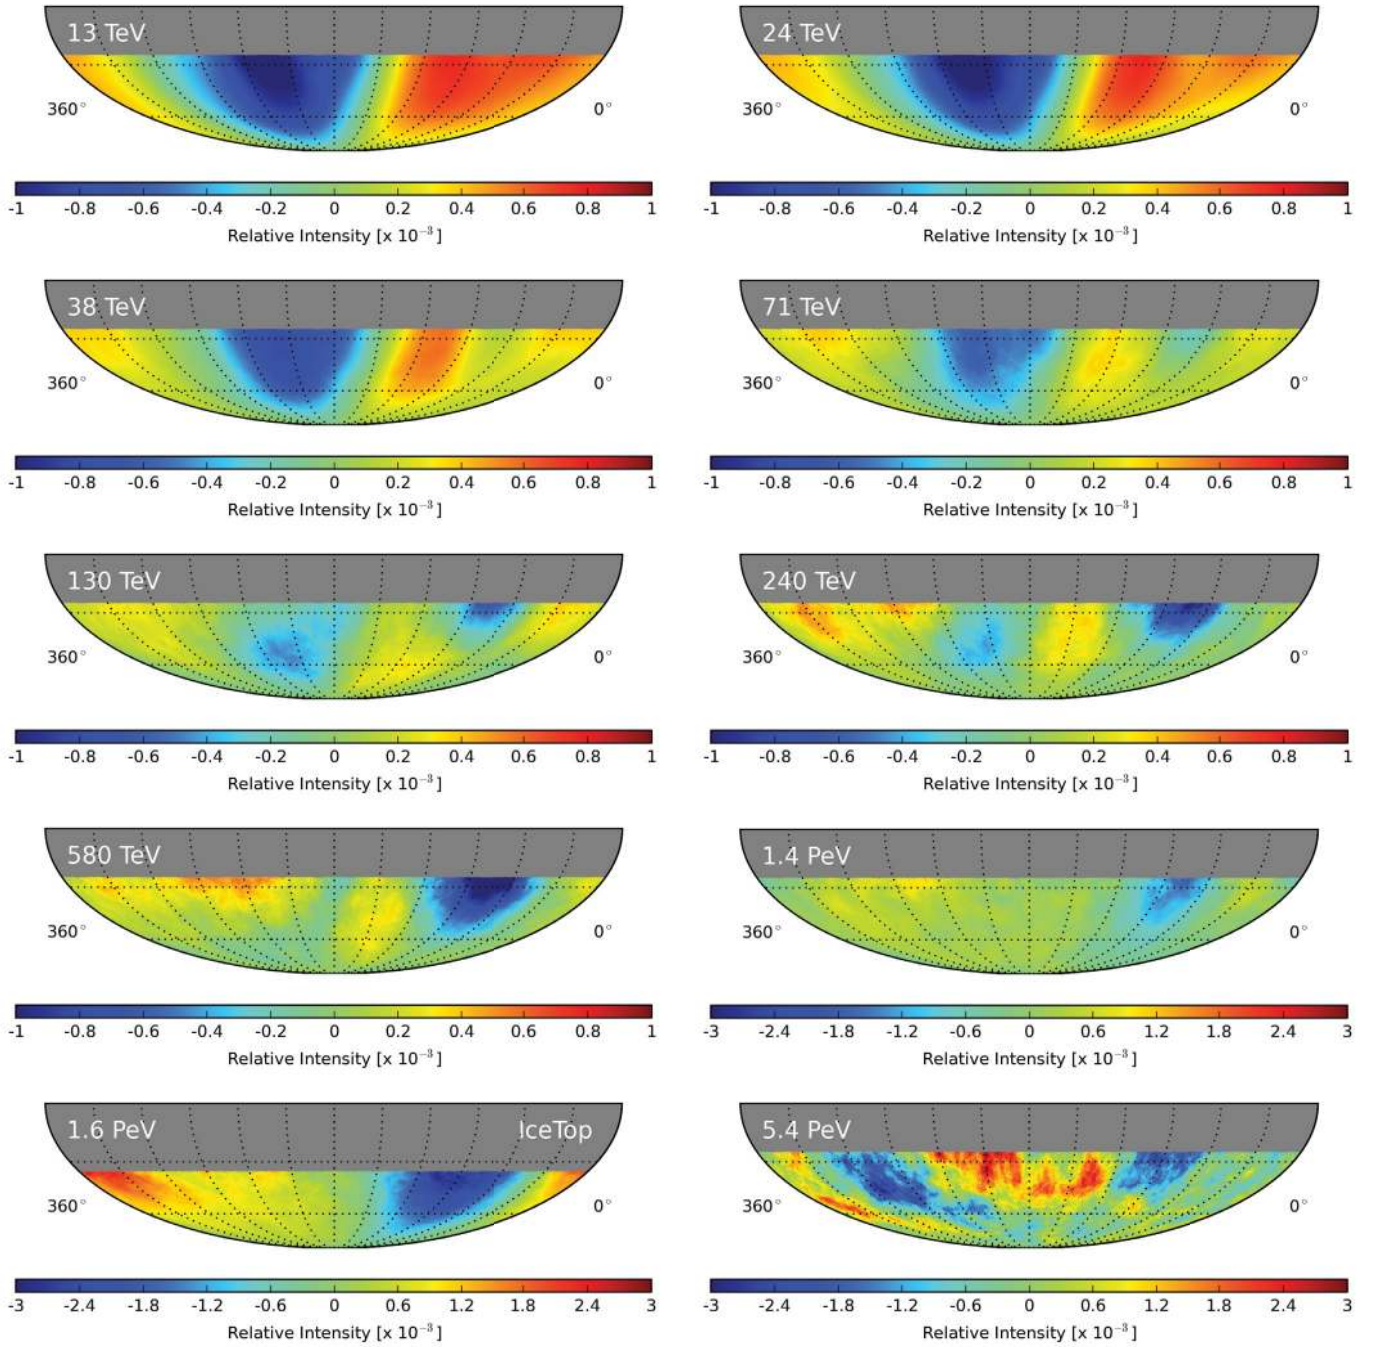 13 TeV
360°
0°
-1 -0.8 -0.6 -0.4 -0.2 0 0.2 0.4 0.6 0.8 1
Relative Intensity [x 10⁻³]
24 TeV
360°
0°
-1 -0.8 -0.6 -0.4 -0.2 0 0.2 0.4 0.6 0.8 1
Relative Intensity [x 10⁻³]
38 TeV
360°
0°
-1 -0.8 -0.6 -0.4 -0.2 0 0.2 0.4 0.6 0.8 1
Relative Intensity [x 10⁻³]
71 TeV
360°
0°
-1 -0.8 -0.6 -0.4 -0.2 0 0.2 0.4 0.6 0.8 1
Relative Intensity [x 10⁻³]
130 TeV
360°
0°
-1 -0.8 -0.6 -0.4 -0.2 0 0.2 0.4 0.6 0.8 1
Relative Intensity [x 10⁻³]
240 TeV
360°
0°
-1 -0.8 -0.6 -0.4 -0.2 0 0.2 0.4 0.6 0.8 1
Relative Intensity [x 10⁻³]
580 TeV
360°
0°
-1 -0.8 -0.6 -0.4 -0.2 0 0.2 0.4 0.6 0.8 1
Relative Intensity [x 10⁻³]
1.4 PeV
360°
0°
-3 -2.4 -1.8 -1.2 -0.6 0 0.6 1.2 1.8 2.4 3
Relative Intensity [x 10⁻³]
1.6 PeV IceTop
360°
0°
-3 -2.4 -1.8 -1.2 -0.6 0 0.6 1.2 1.8 2.4 3
Relative Intensity [x 10⁻³]
5.4 PeV
360°
0°
-3 -2.4 -1.8 -1.2 -0.6 0 0.6 1.2 1.8 2.4 3
Relative Intensity [x 10⁻³]